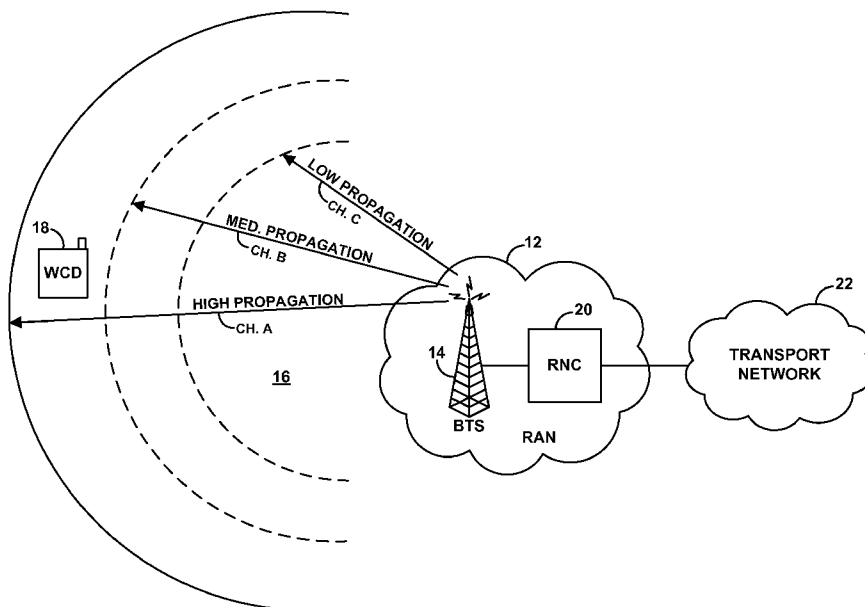 LOW PROPAGATION
CH. C
12
18
MED. PROPAGATION
CH. B
WCD
22
HIGH PROPAGATION
CH. A
20
14
RNC
TRANSPORT
NETWORK
16
BTS
RAN